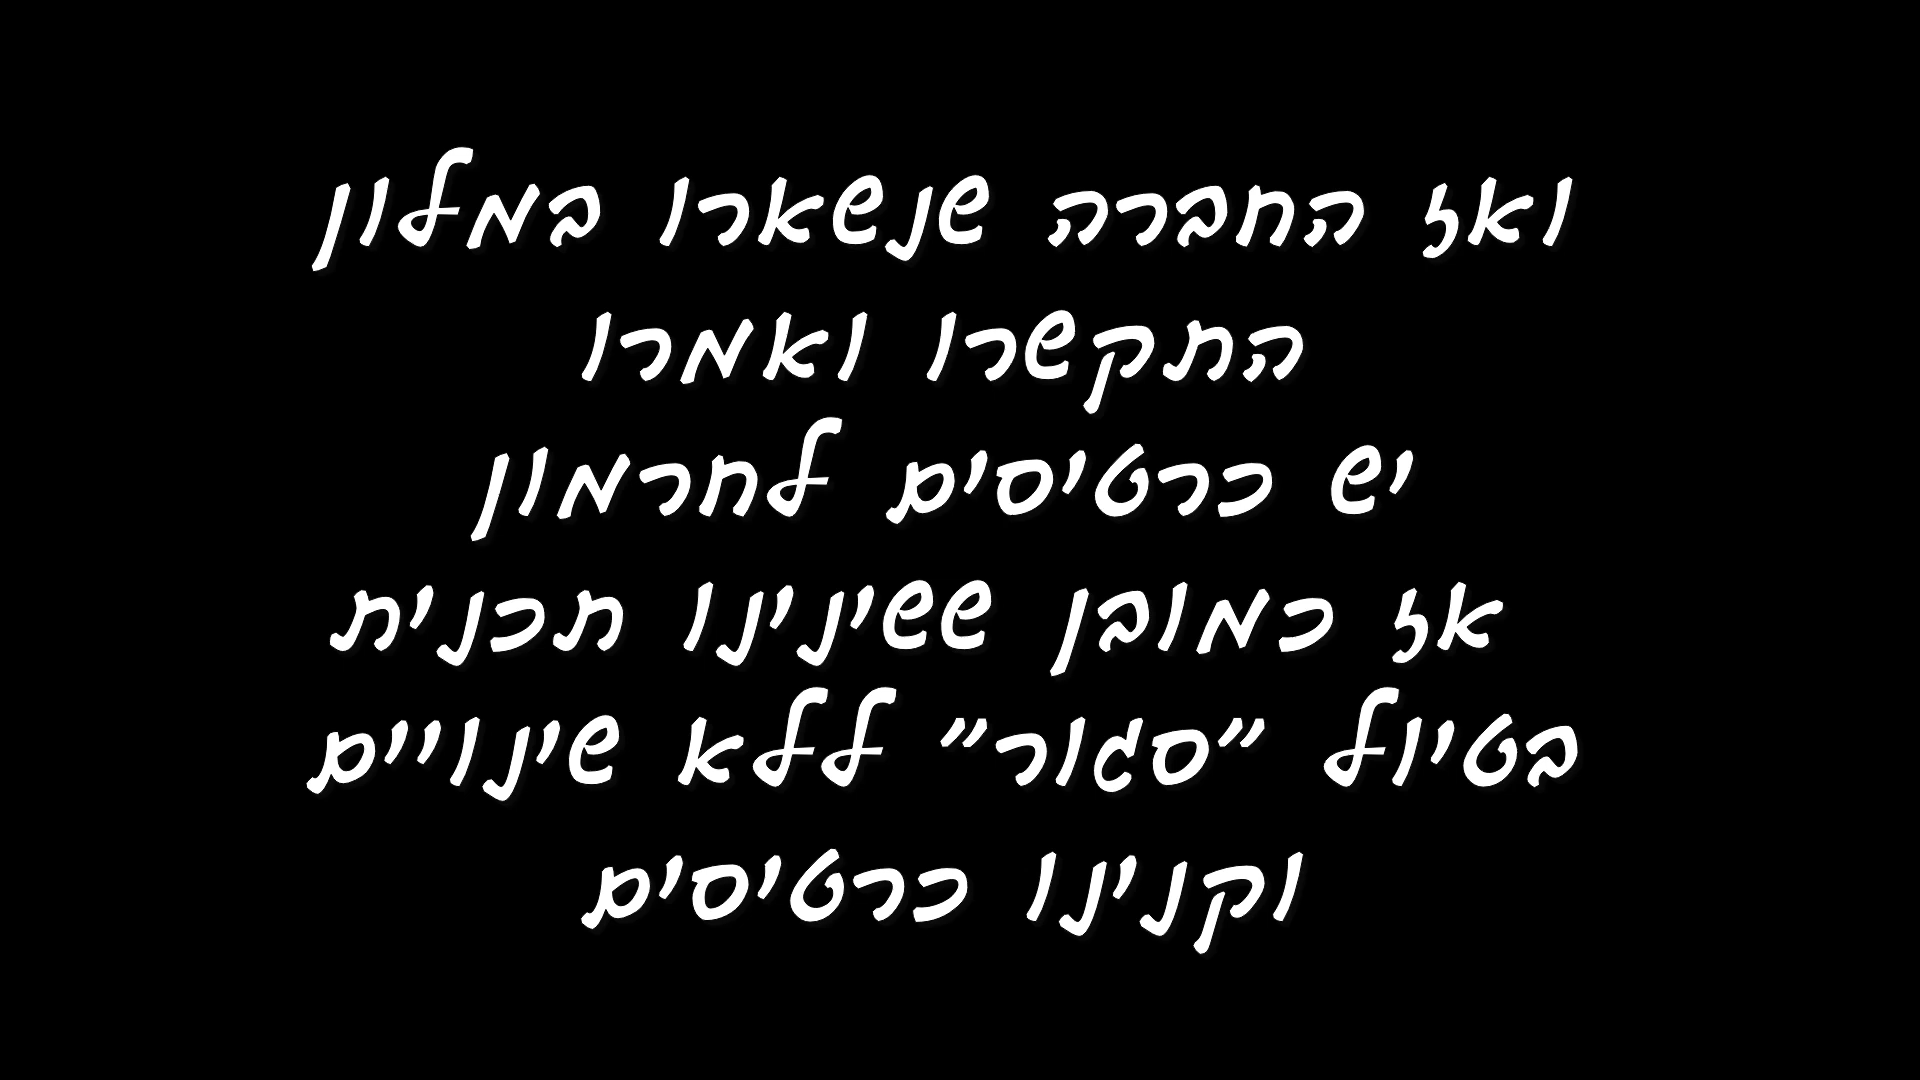 ואז החברה שנשארו במלון
התקשרו ואמרו
יש כרטיסים לחרמון
אז כמובן ששינינו תכנית
בטיול "סגור" ללא שינויים
וקנינו כרטיסים